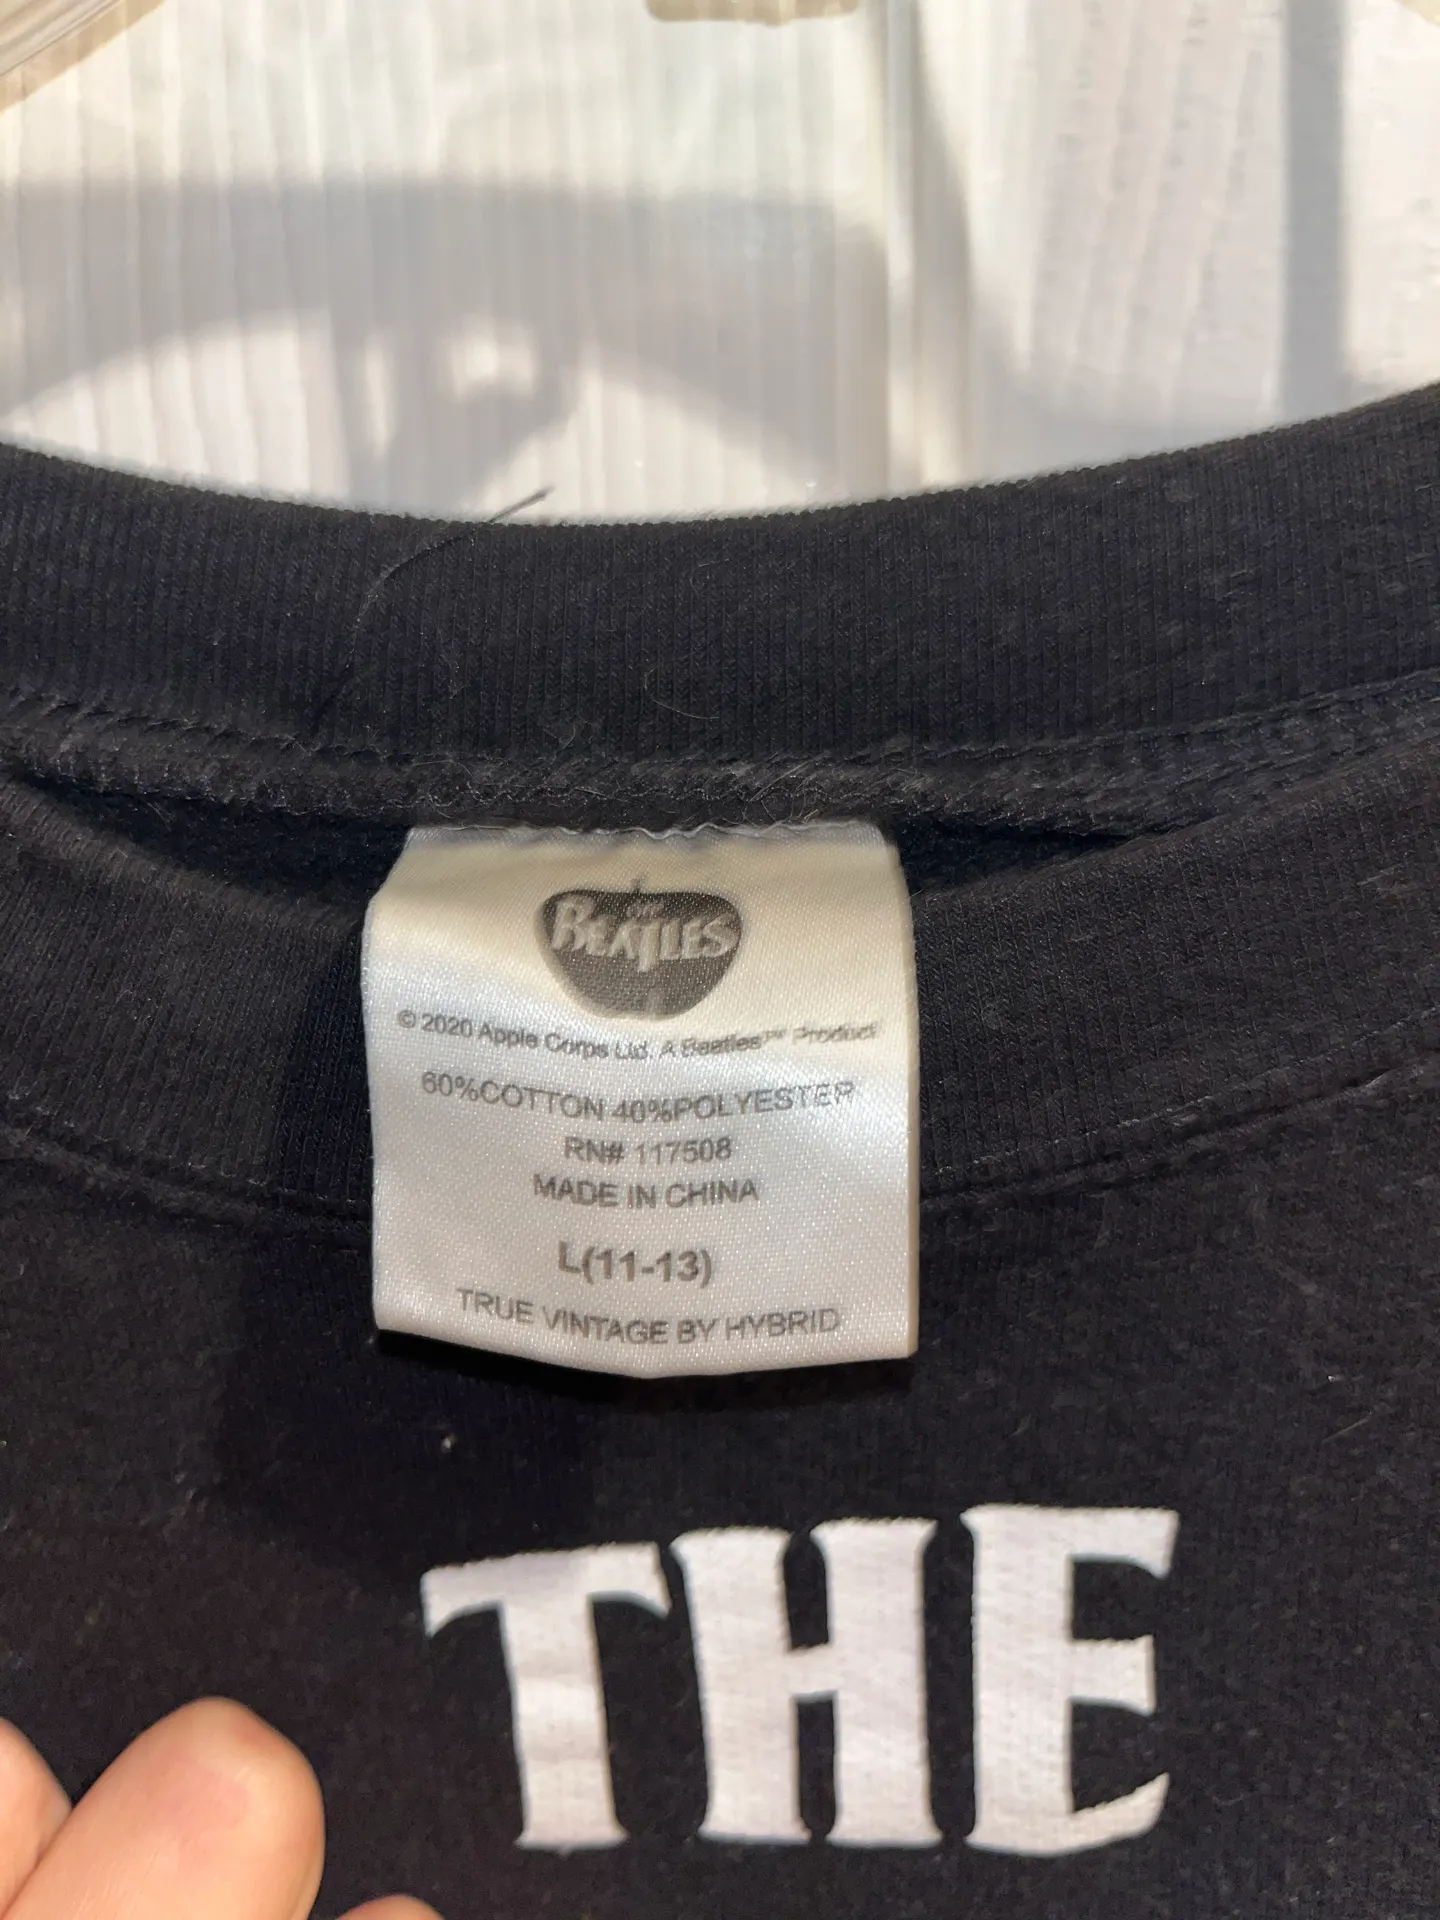 THE
BEATLES
© 2020 Apple Corps Ltd. A Beatles™ Product
60%COTTON 40%POLYESTER
RN# 117508
MADE IN CHINA
L(11-13)
TRUE VINTAGE BY HYBRID
THE